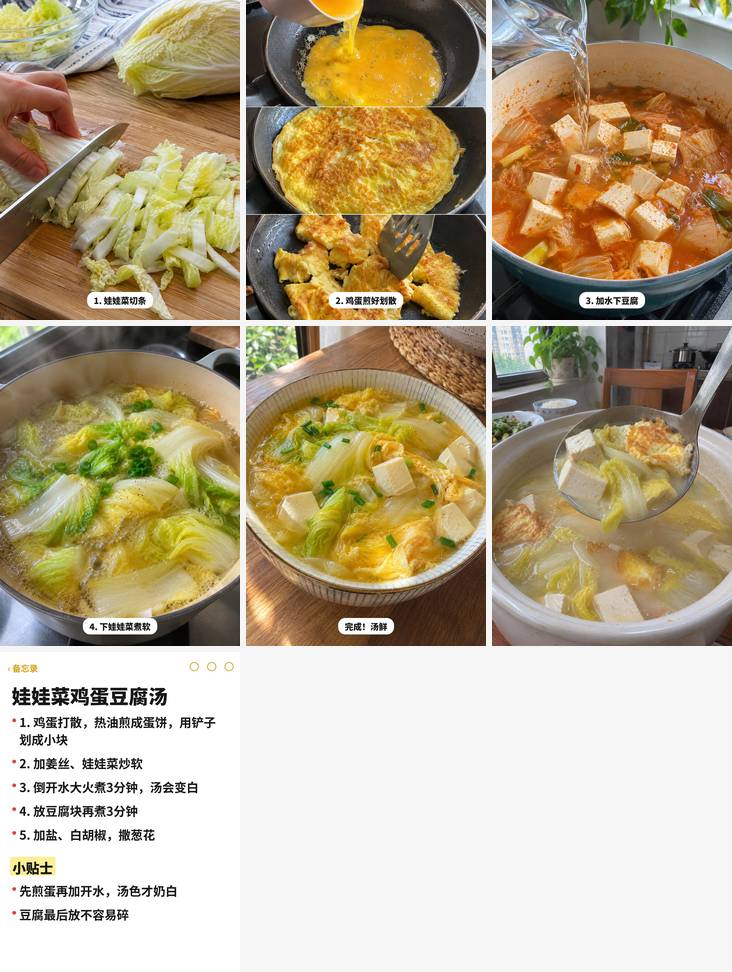 1. 娃娃菜切条
2. 鸡蛋煎好划散
3. 加水下豆腐
4. 下娃娃菜煮软
完成！汤鲜
‹ 备忘录
娃娃菜鸡蛋豆腐汤
1. 鸡蛋打散，热油煎成蛋饼，用铲子
划成小块
2. 加姜丝、娃娃菜炒软
3. 倒开水大火煮3分钟，汤会变白
4. 放豆腐块再煮3分钟
5. 加盐、白胡椒，撒葱花
小贴士
先煎蛋再加开水，汤色才奶白
豆腐最后放不容易碎